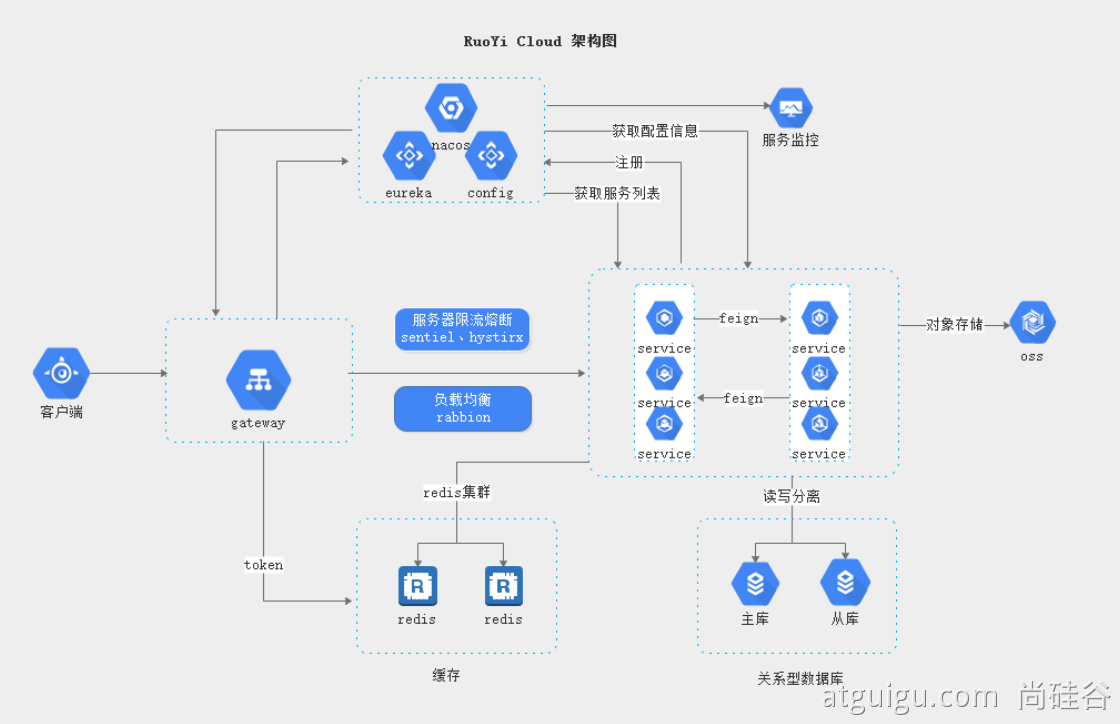 RuoYi Cloud 架构图
nacos
eureka
config
服务监控
获取配置信息
注册
获取服务列表
客户端
gateway
服务器限流熔断
sentiel、hystirx
负载均衡
rabbion
service
service
service
feign
feign
service
service
service
对象存储
oss
redis集群
读写分离
token
redis
redis
缓存
主库
从库
关系型数据库
atguigu.com 尚硅谷